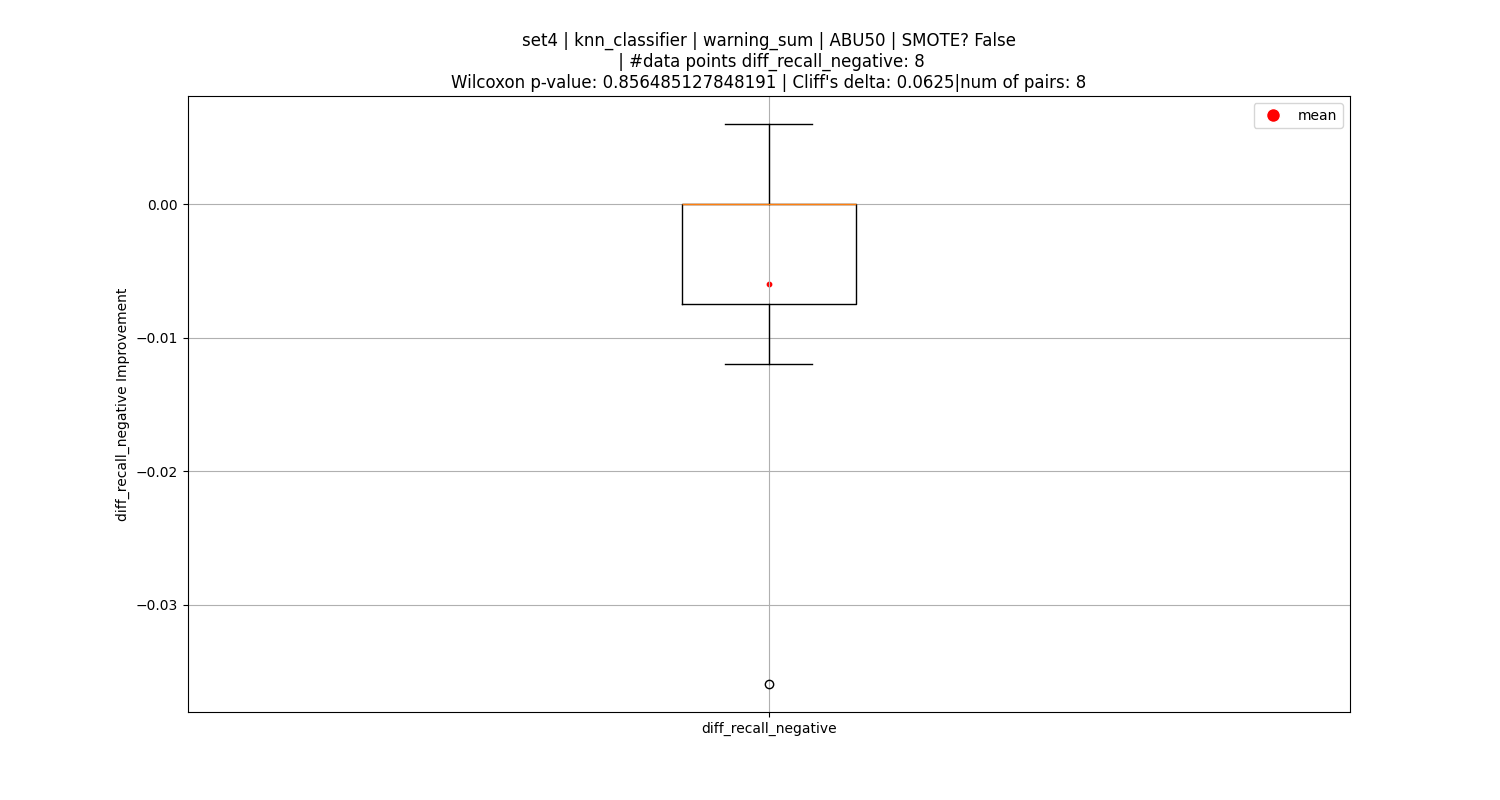 set4 | knn_classifier | warning_sum | ABU50 | SMOTE? False
| #data points diff_recall_negative: 8
Wilcoxon p-value: 0.856485127848191 | Cliff's delta: 0.0625|num of pairs: 8
mean
diff_recall_negative Improvement
0.00
−0.01
−0.02
−0.03
diff_recall_negative